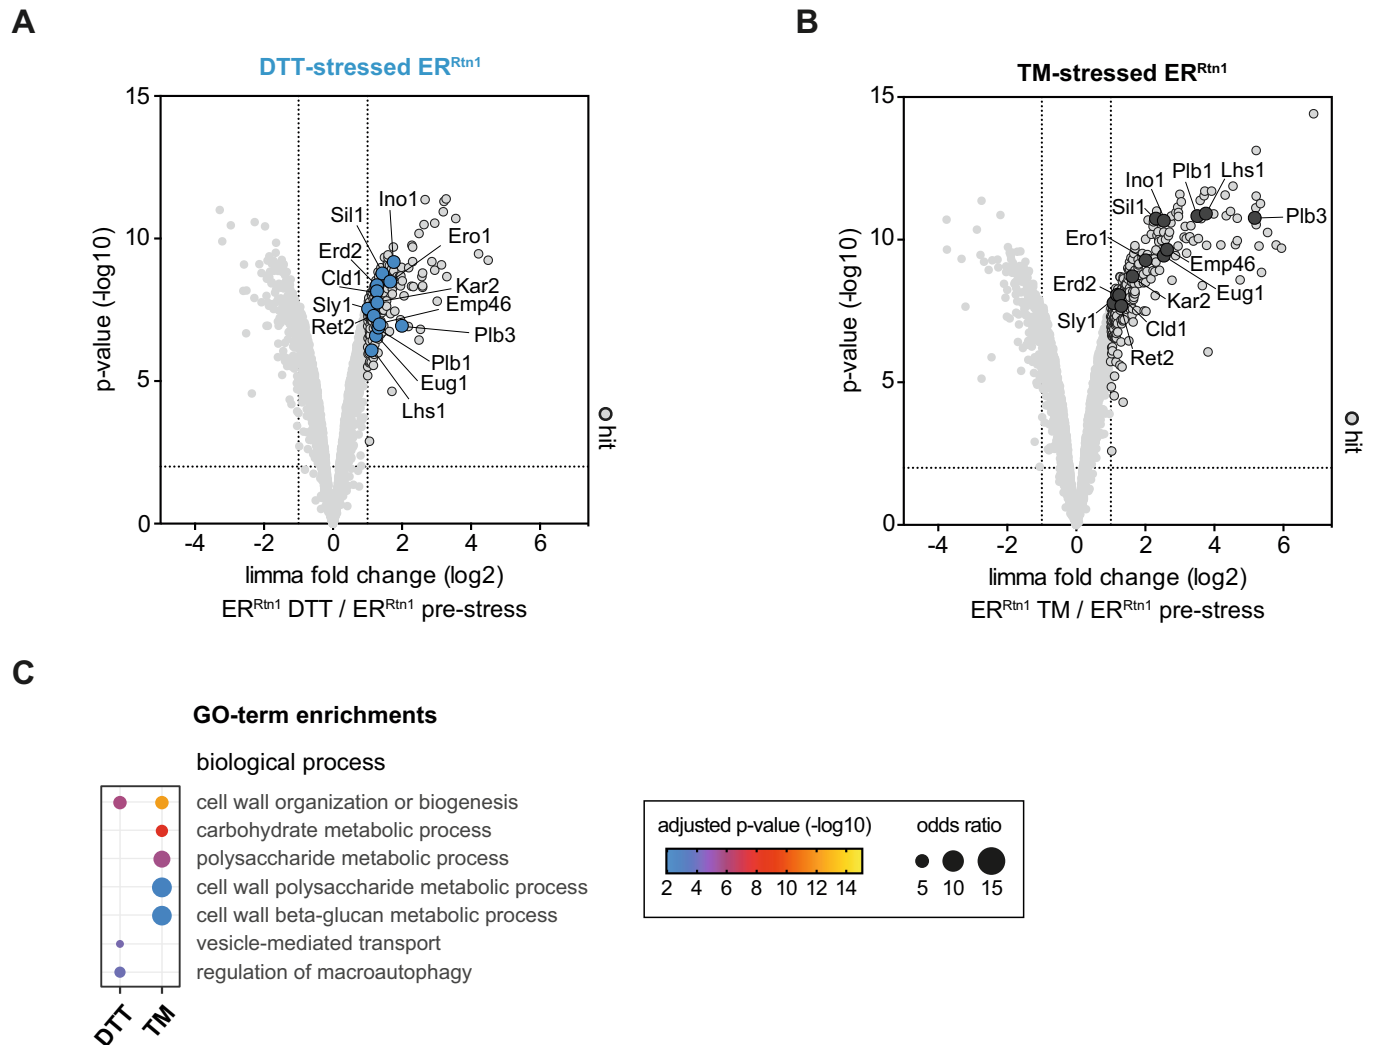 A
DTT-stressed ER^Rtn1
15
10
5
0
p-value (-log10)
Ino1
Sil1
Ero1
Erd2
Cld1
Kar2
Sly1
Emp46
Ret2
Plb3
Plb1
Eug1
Lhs1
hit
-4 -2 0 2 4 6
limma fold change (log2)
ER^Rtn1 DTT / ER^Rtn1 pre-stress
B
TM-stressed ER^Rtn1
15
10
5
0
p-value (-log10)
Plb1 Lhs1
Ino1
Sil1
Plb3
Ero1
Emp46
Erd2
Eug1
Kar2
Sly1
Cld1
Ret2
hit
-4 -2 0 2 4 6
limma fold change (log2)
ER^Rtn1 TM / ER^Rtn1 pre-stress
C
GO-term enrichments
biological process
cell wall organization or biogenesis
carbohydrate metabolic process
polysaccharide metabolic process
cell wall polysaccharide metabolic process
cell wall beta-glucan metabolic process
vesicle-mediated transport
regulation of macroautophagy
DTT TM
adjusted p-value (-log10)
2 4 6 8 10 12 14
odds ratio
5 10 15